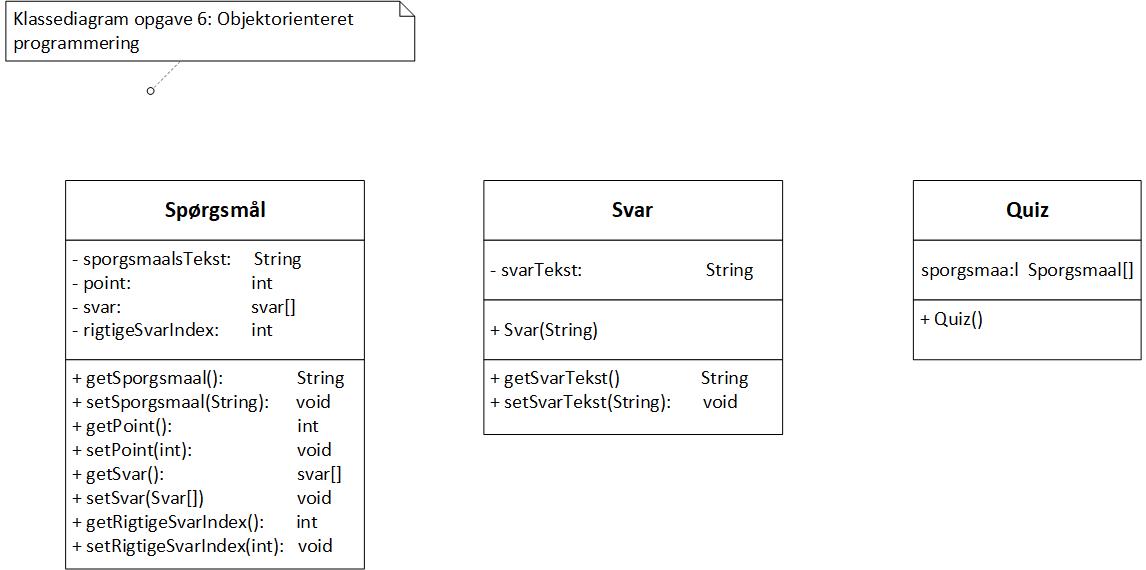 Klassediagram opgave 6: Objektorienteret
programmering
Spørgsmål
- sporgsmaalsTekst: String
- point: int
- svar: svar[]
- rigtigeSvarIndex: int
+ getSporgsmaal(): String
+ setSporgsmaal(String): void
+ getPoint(): int
+ setPoint(int): void
+ getSvar(): svar[]
+ setSvar(Svar[]) void
+ getRigtigeSvarIndex(): int
+ setRigtigeSvarIndex(int): void
Svar
- svarTekst: String
+ Svar(String)
+ getSvarTekst() String
+ setSvarTekst(String): void
Quiz
sporgsmaa:l Sporgsmaal[]
+ Quiz()